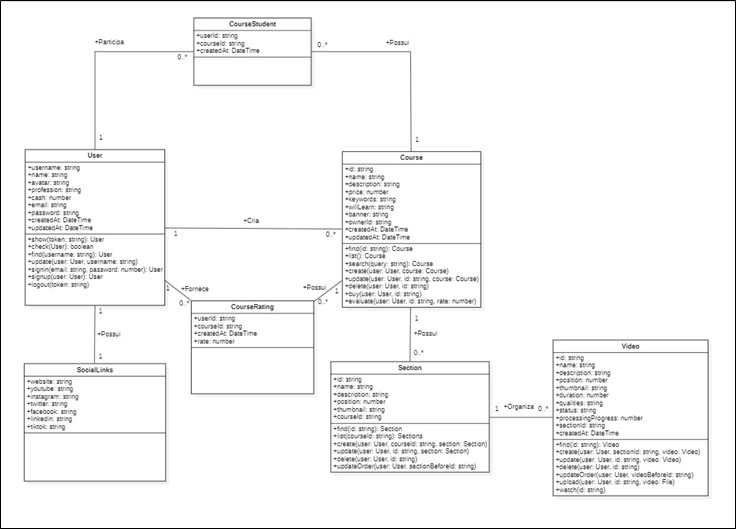 CourseStudent
+userId: string
+courseId: string
+createdAt: DateTime
+Participa
0..*
0..*
+Possui
1
1
User
+username: string
+name: string
+avatar: string
+profession: string
+cash: number
+email: string
+password: string
+createdAt: DateTime
+updatedAt: DateTime
+show(token: string): User
+check(User): boolean
+find(username: string): User
+update(user: User, username: string)
+signin(email: string, password: number): User
+signup(user: User): User
+logout(token: string)
Course
+id: string
+name: string
+description: string
+price: number
+keywords: string
+willLearn: string
+banner: string
+ownerId: string
+createdAt: DateTime
+updatedAt: DateTime
+find(id: string): Course
+list(): Course
+search(query: string): Course
+create(user: User, course: Course)
+update(user: User, id: string, course: Course)
+delete(user: User, id: string)
+buy(user: User, id: string)
+evaluate(user: User, id: string, rate: number)
+Cria
1
0..*
1
+Fornece
0..*
+Possui
1
0..*
CourseRating
+userId: string
+courseId: string
+createdAt: DateTime
+rate: number
1
+Possui
1
SocialLinks
+website: string
+youtube: string
+instagram: string
+twitter: string
+facebook: string
+linkedin: string
+tiktok: string
1
+Possui
0..*
Section
+id: string
+name: string
+description: string
+position: number
+thumbnail: string
+courseId: string
+find(id: string): Section
+list(courseId: string): Sections
+create(user: User, courseId: string, section: Section)
+update(user: User, id: string, section: Section)
+delete(user: User, id: string)
+updateOrder(user: User, sectionBeforeId: string)
1
+Organiza
0..*
Video
+id: string
+name: string
+description: string
+position: number
+thumbnail: string
+duration: number
+qualities: string
+status: string
+processingProgress: number
+sectionId: string
+createdAt: DateTime
+find(id: string): Video
+create(user: User, sectionId: string, video: Video)
+update(user: User, id: string, video: Video)
+delete(user: User, id: string)
+updateOrder(user: User, videoBeforeId: string)
+upload(user: User, id: string, video: File)
+watch(id: string)